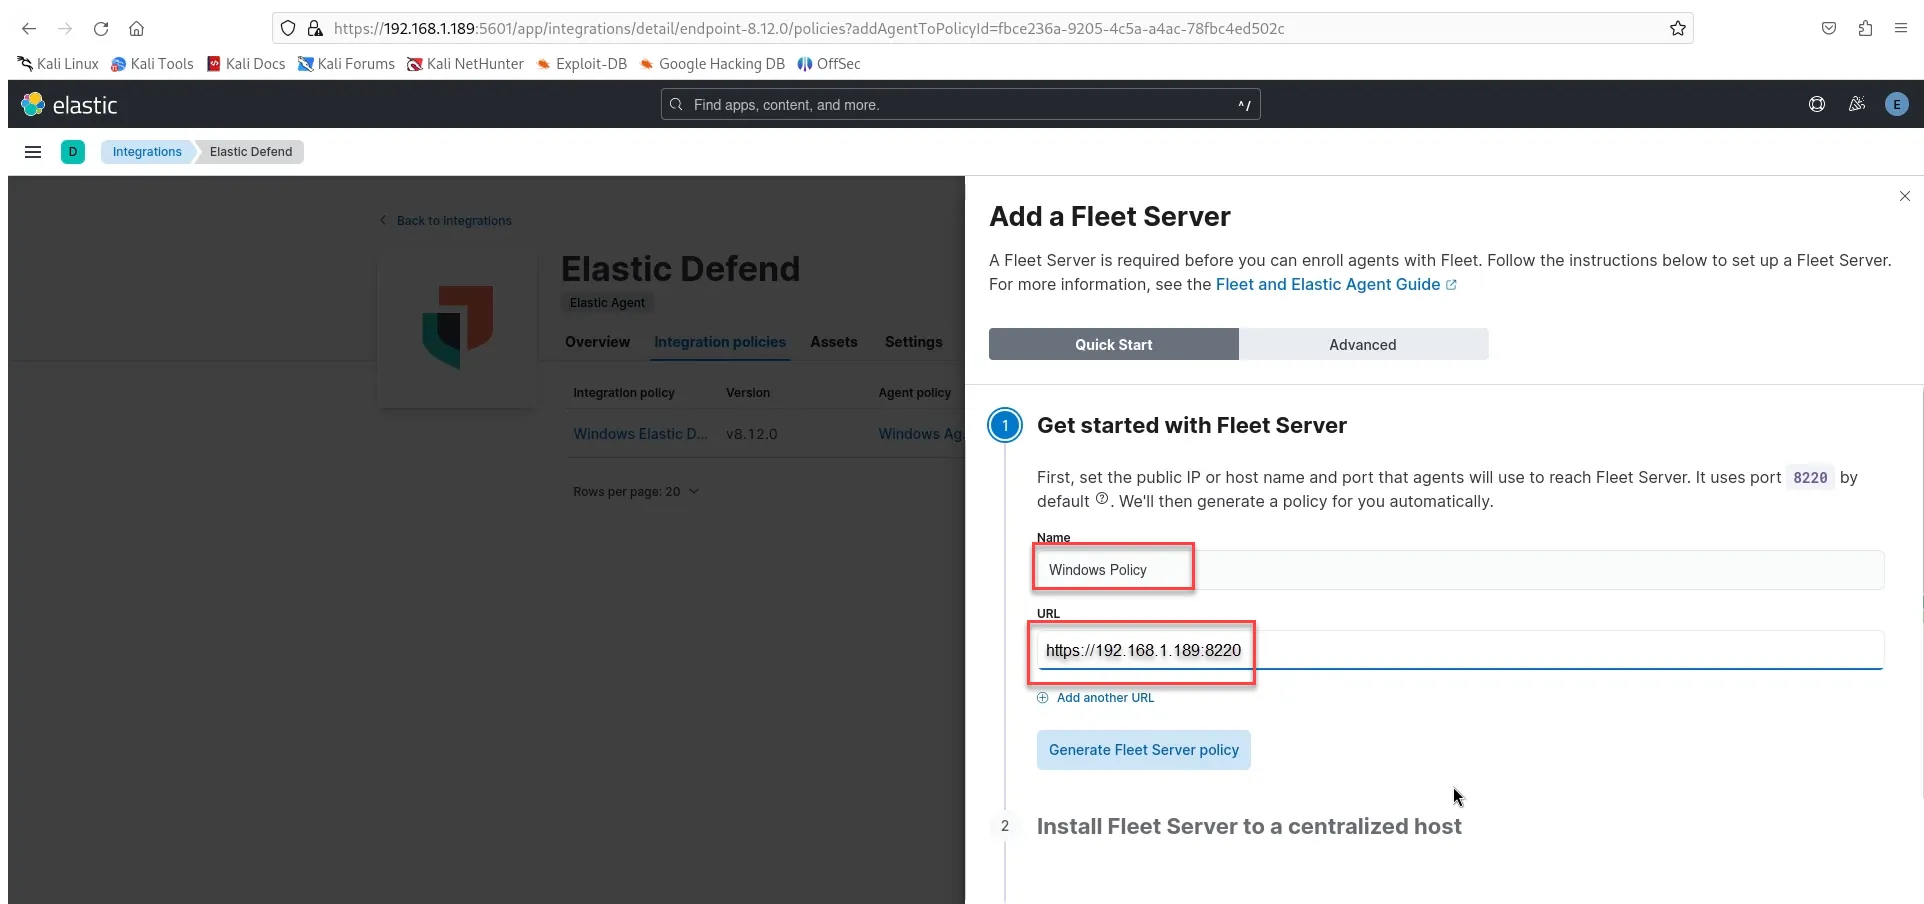 https://192.168.1.189:5601/app/integrations/detail/endpoint-8.12.0/policies?addAgentToPolicyId=fbce236a-9205-4c5a-a4ac-78fbc4ed502c
Kali Linux Kali Tools Kali Docs Kali Forums Kali NetHunter Exploit-DB Google Hacking DB OffSec
elastic
Find apps, content, and more. ^/
E
D Integrations Elastic Defend
Back to integrations
Elastic Defend
Elastic Agent
Overview Integration policies Assets Settings
Integration policy Version Agent policy
Windows Elastic D... v8.12.0 Windows Ag.
Rows per page: 20
Add a Fleet Server
A Fleet Server is required before you can enroll agents with Fleet. Follow the instructions below to set up a Fleet Server.
For more information, see the Fleet and Elastic Agent Guide
Quick Start Advanced
1 Get started with Fleet Server
First, set the public IP or host name and port that agents will use to reach Fleet Server. It uses port 8220 by
default ?. We'll then generate a policy for you automatically.
Name
Windows Policy
URL
https://192.168.1.189:8220
Add another URL
Generate Fleet Server policy
2 Install Fleet Server to a centralized host